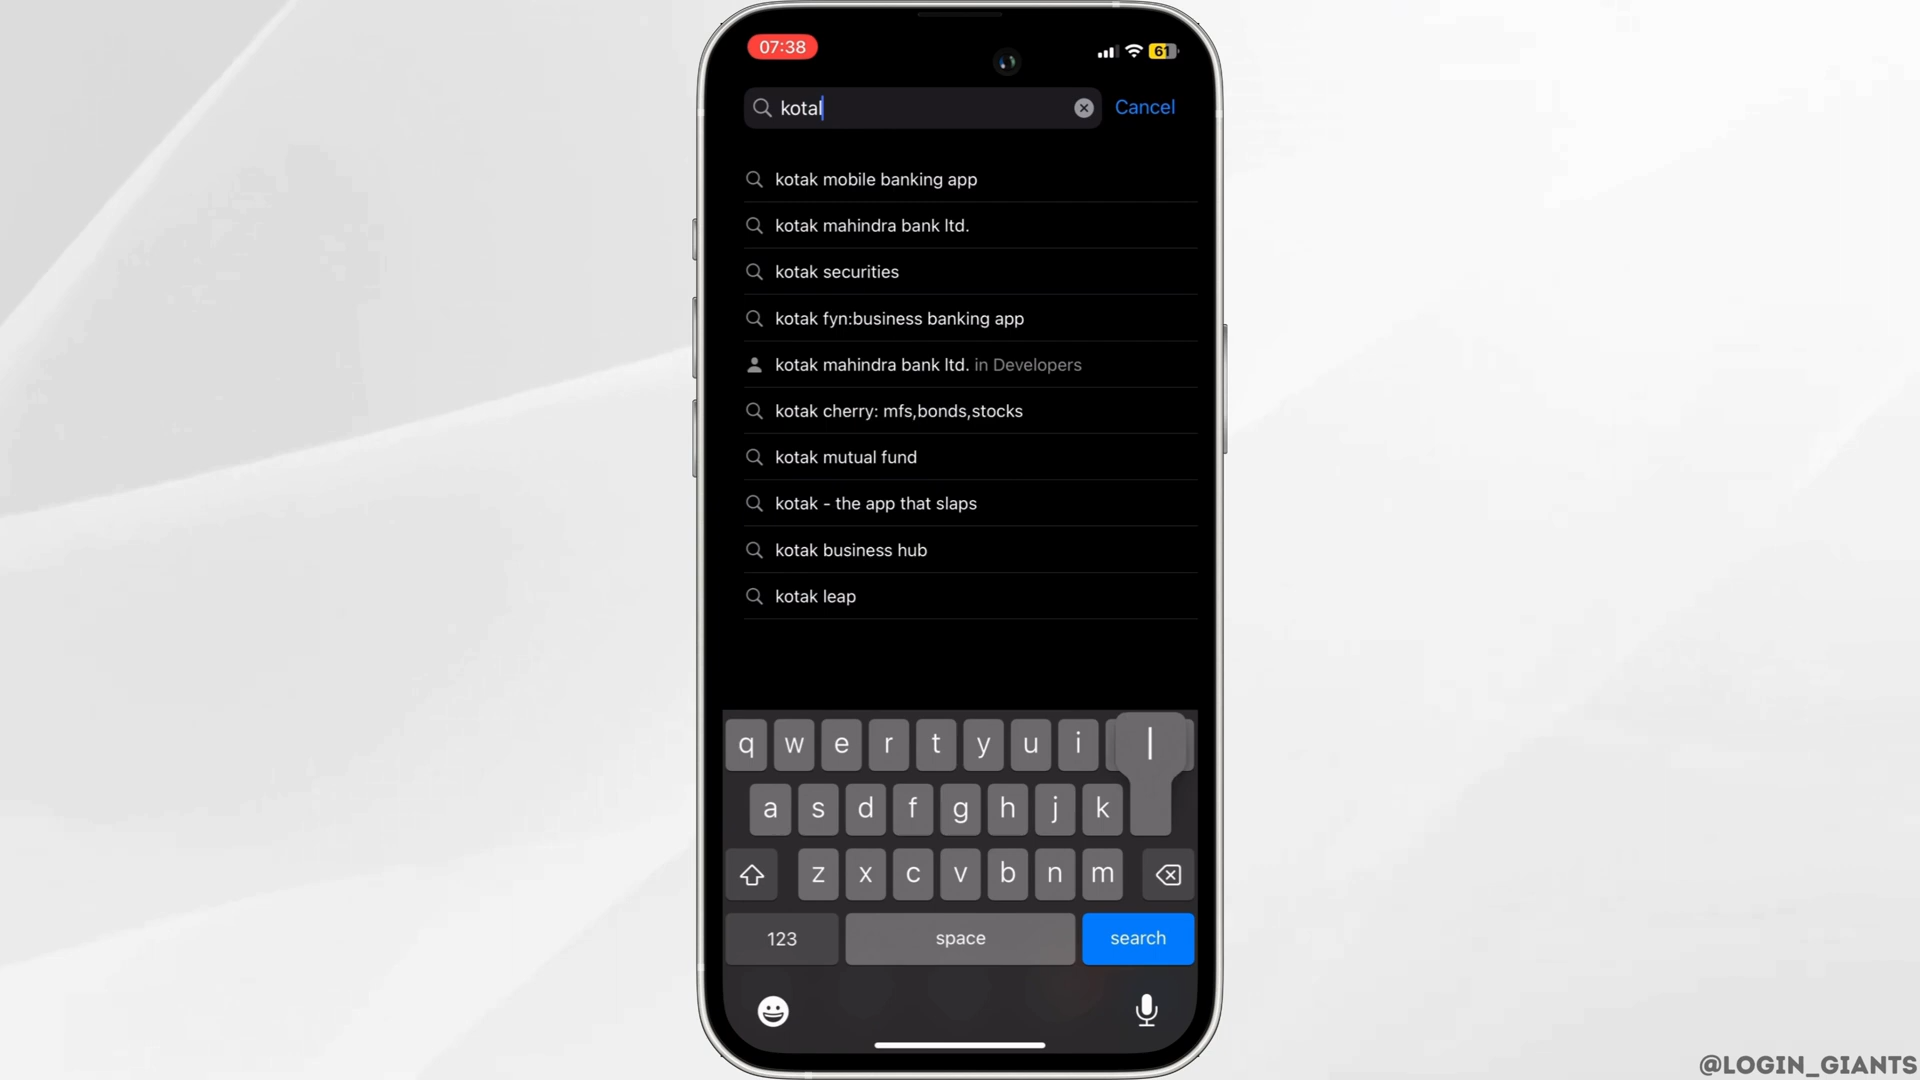 07:38
61
kotal
Cancel
kotak mobile banking app
kotak mahindra bank ltd.
kotak securities
kotak fyn:business banking app
kotak mahindra bank ltd. in Developers
kotak cherry: mfs,bonds,stocks
kotak mutual fund
kotak - the app that slaps
kotak business hub
kotak leap
q w e r t y u i l
a s d f g h j k
z x c v b n m
123 space search
@LOGIN_GIANTS